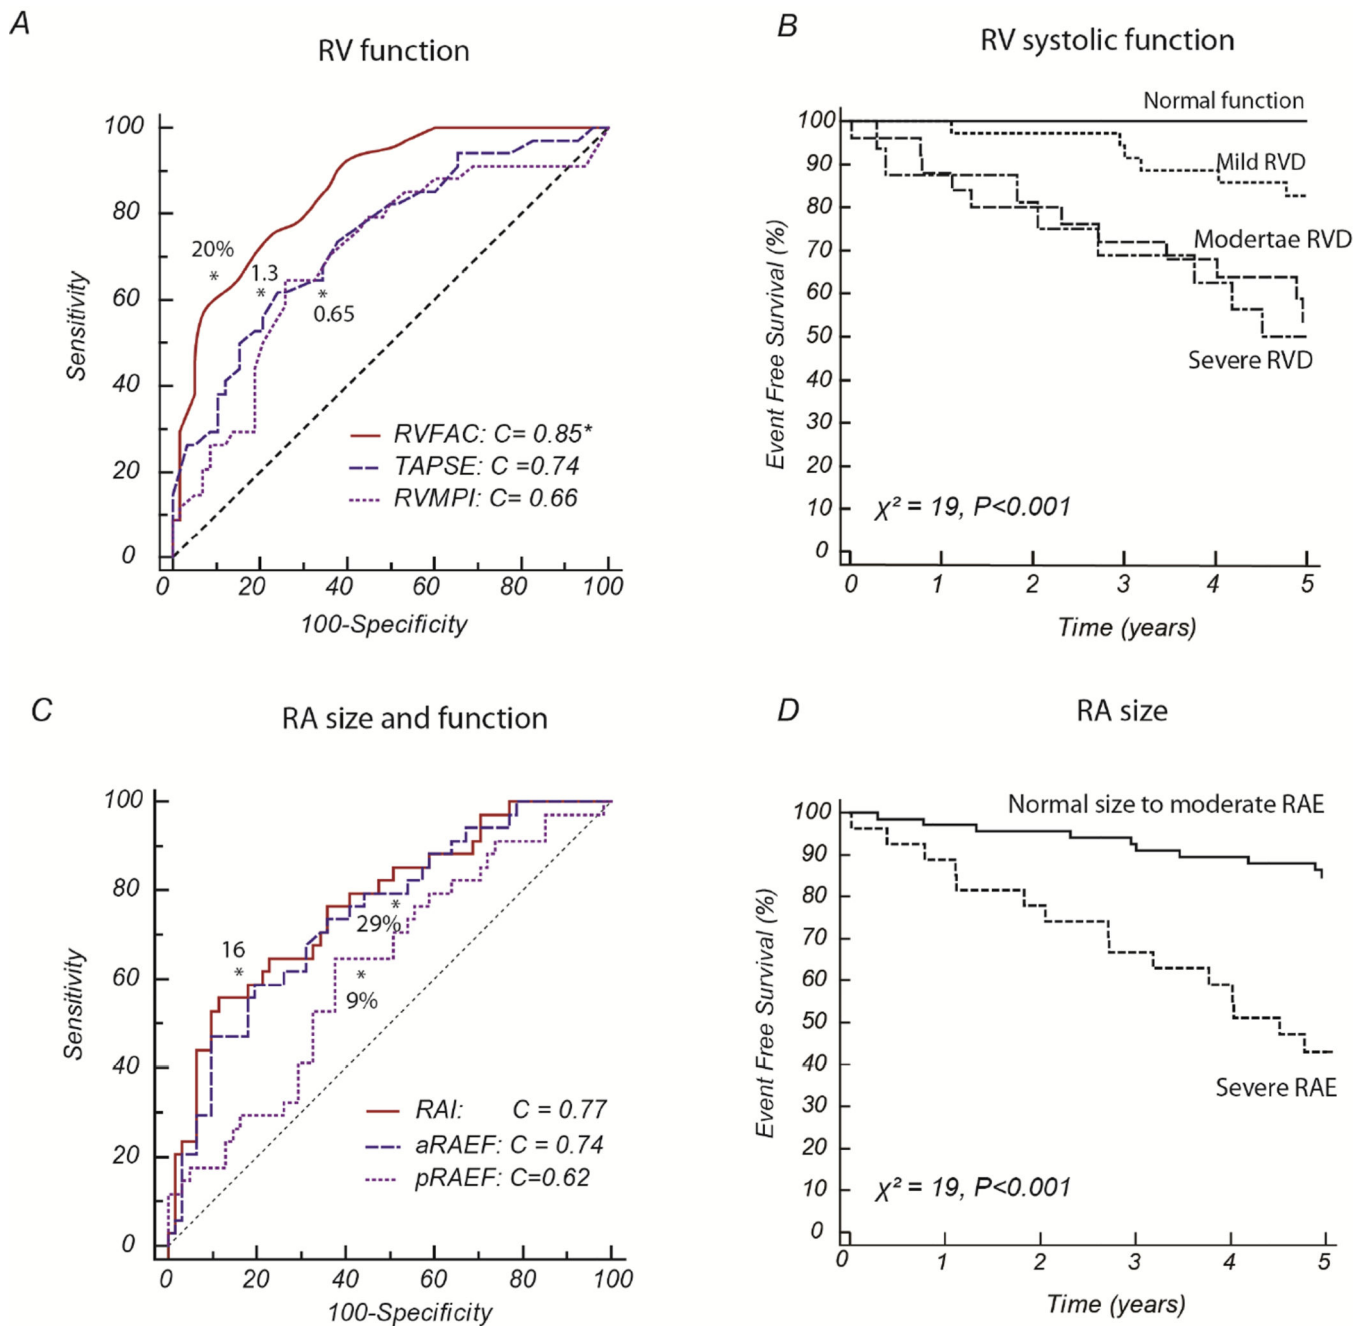 A
RV function
100
80
60
40
20
0
Sensitivity
20%
*
1.3
*
*
0.65
RVFAC: C= 0.85*
TAPSE: C =0.74
RVMPI: C= 0.66
0 20 40 60 80 100
100-Specificity
B
RV systolic function
100
90
80
70
60
50
40
30
20
10
0
Event Free Survival (%)
Normal function
Mild RVD
Modertae RVD
Severe RVD
χ² = 19, P<0.001
0 1 2 3 4 5
Time (years)
C
RA size and function
100
80
60
40
20
0
Sensitivity
16
*
*
29%
*
9%
RAI: C = 0.77
aRAEF: C = 0.74
pRAEF: C=0.62
0 20 40 60 80 100
100-Specificity
D
RA size
100
90
80
70
60
50
40
30
20
10
0
Event Free Survival (%)
Normal size to moderate RAE
Severe RAE
χ² = 19, P<0.001
0 1 2 3 4 5
Time (years)